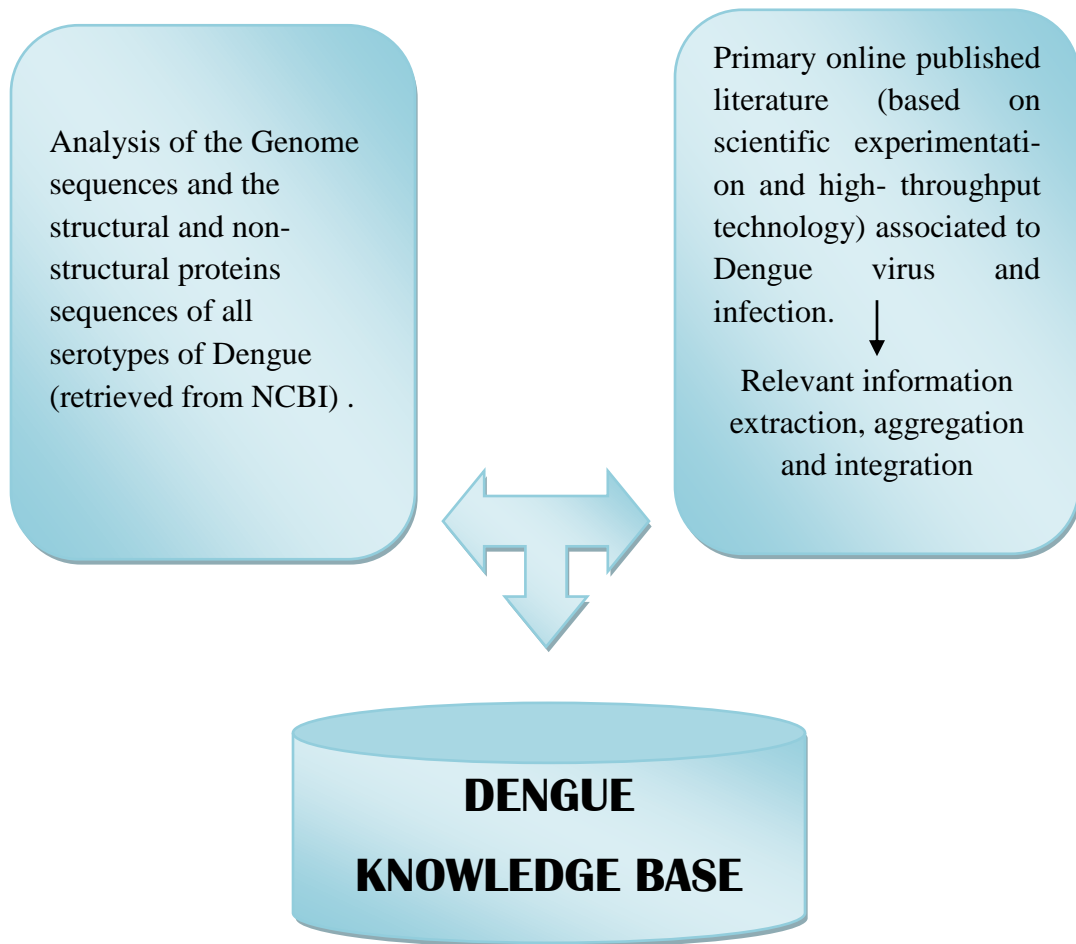 Analysis of the Genome
sequences and the
structural and non-
structural proteins
sequences of all
serotypes of Dengue
(retrieved from NCBI) .
Primary online published
literature (based on
scientific experimentati-
on and high- throughput
technology) associated to
Dengue virus and
infection.
Relevant information
extraction, aggregation
and integration
DENGUE
KNOWLEDGE BASE